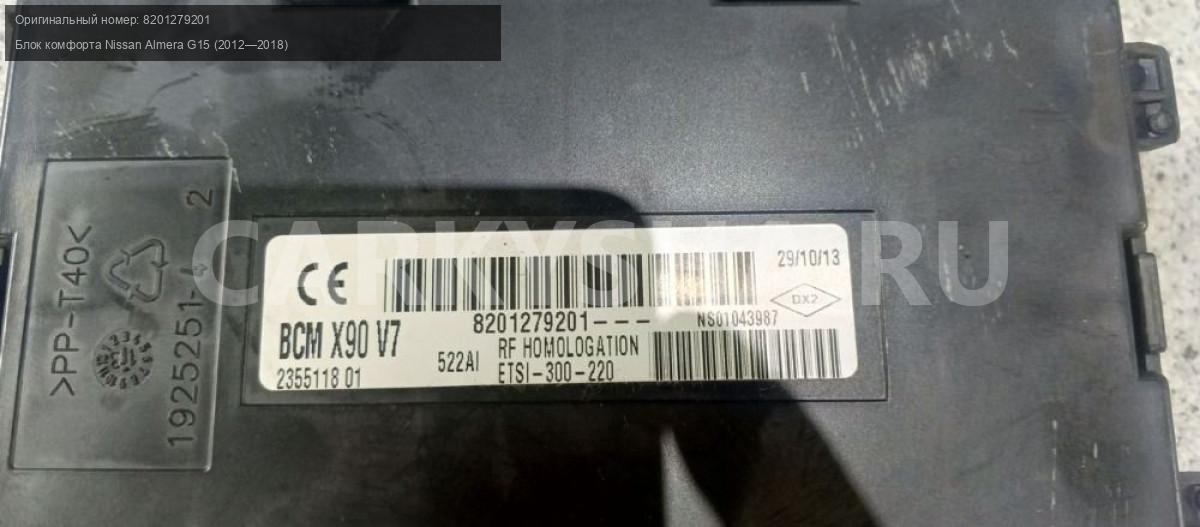 Оригинальный номер: 8201279201
Блок комфорта Nissan Almera G15 (2012—2018)
>PP-T40<
1925251-
2
CARKYSH.RU
CE
29/10/13
DX2
8201279201---
NS01043987
BCM X90 V7
522AI
RF HOMOLOGATION
2355118 01
ETSI-300-220